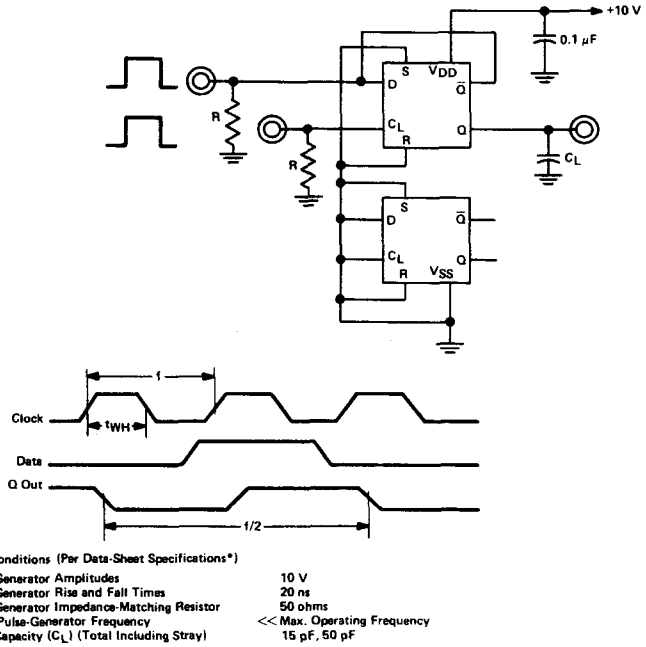 +10 V
0.1 µF
S VDD
D Q̄
R
CL Q
R
R
CL
S
D Q̄
CL Q
R VSS
f
Clock
tWH
Data
Q Out
f/2
onditions (Per Data-Sheet Specifications*)
Generator Amplitudes 10 V
Generator Rise and Fall Times 20 ns
Generator Impedance-Matching Resistor 50 ohms
Pulse-Generator Frequency << Max. Operating Frequency
Capacity (CL) (Total Including Stray) 15 pF, 50 pF